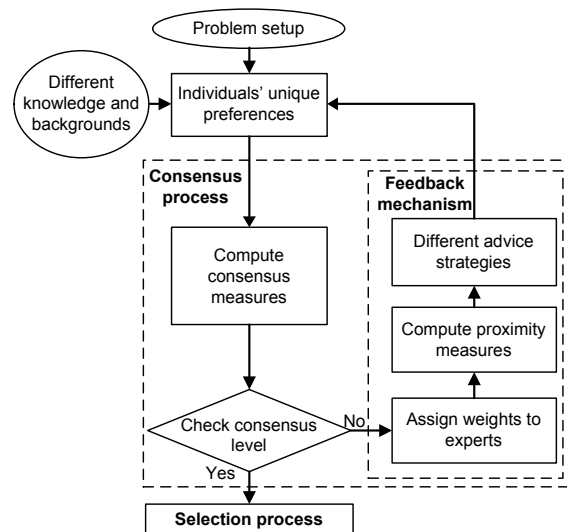 Problem setup
Different
knowledge and
backgrounds
Individuals' unique
preferences
Consensus
process
Feedback
mechanism
Compute
consensus
measures
Different advice
strategies
Compute proximity
measures
Check consensus
level
No
Assign weights to
experts
Yes
Selection process